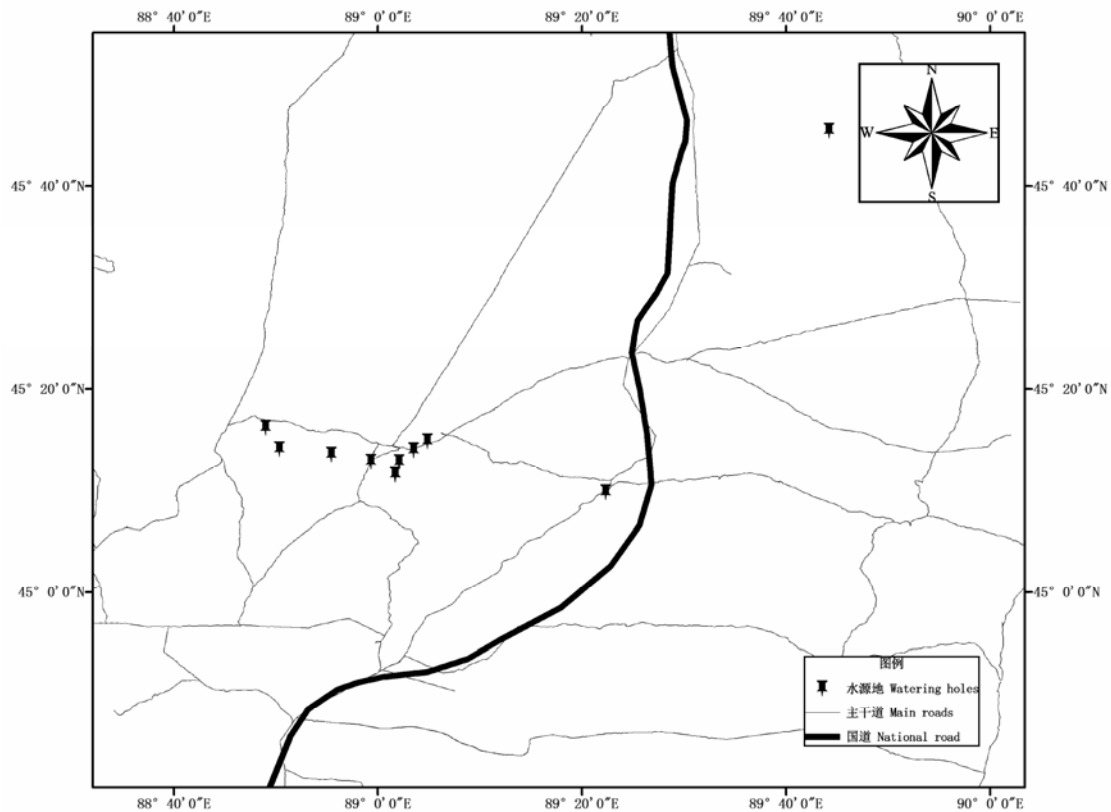 88° 40'0"E 89° 0'0"E 89° 20'0"E 89° 40'0"E 90° 0'0"E
N
W E
S
45° 40'0"N 45° 40'0"N
45° 20'0"N 45° 20'0"N
45° 0'0"N 45° 0'0"N
图例
水源地 Watering holes
主干道 Main roads
国道 National road
88° 40'0"E 89° 0'0"E 89° 20'0"E 89° 40'0"E 90° 0'0"E